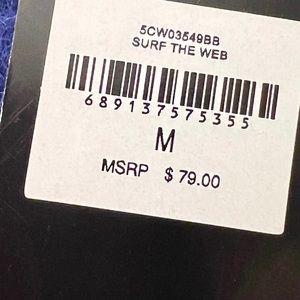 5CW03549BB
SURF THE WEB
689137575355
M
MSRP $79.00